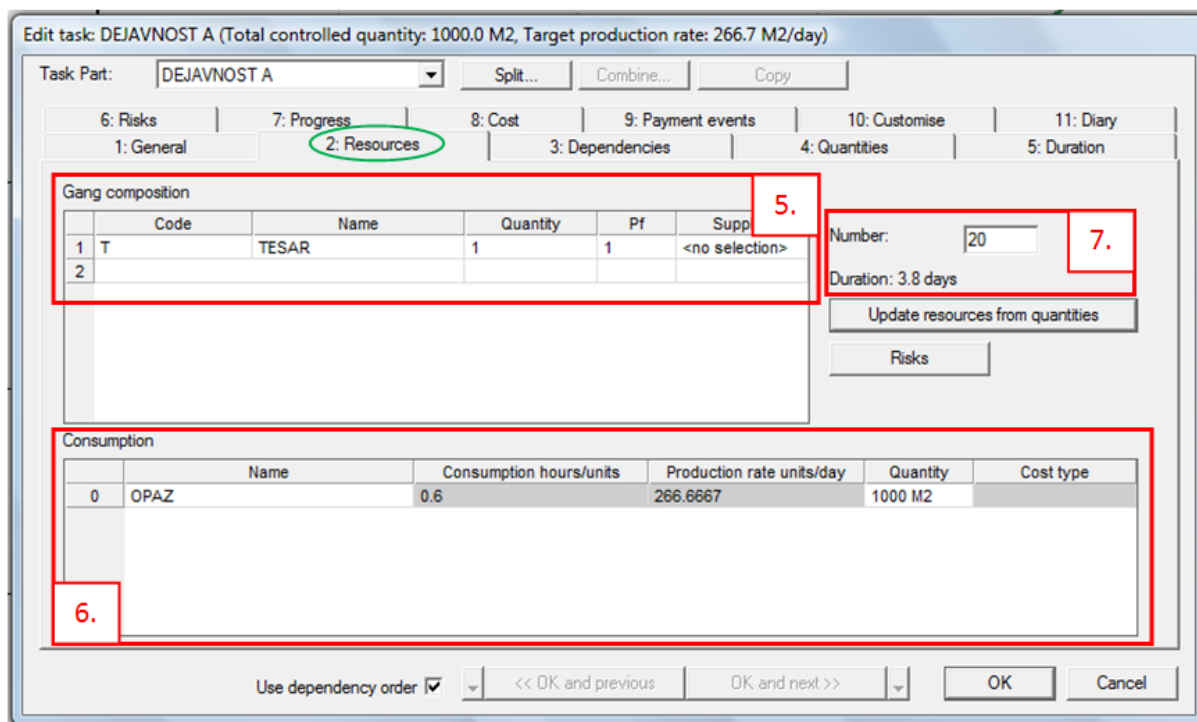 Edit task: DEJAVNOST A (Total controlled quantity: 1000.0 M2, Target production rate: 266.7 M2/day)
Task Part: DEJAVNOST A Split... Combine... Copy
6: Risks 7: Progress 8: Cost 9: Payment events 10: Customise 11: Diary
1: General 2: Resources 3: Dependencies 4: Quantities 5: Duration
Gang composition
5.
Code Name Quantity Pf
1 T TESAR 1 1 <no selection>
2
Number: 20
7.
Duration: 3.8 days
Update resources from quantities
Risks
Consumption
Name Consumption hours/units Production rate units/day Quantity Cost type
0 OPAZ 0.6 266.6667 1000 M2
6.
Use dependency order << OK and previous OK and next >> OK Cancel